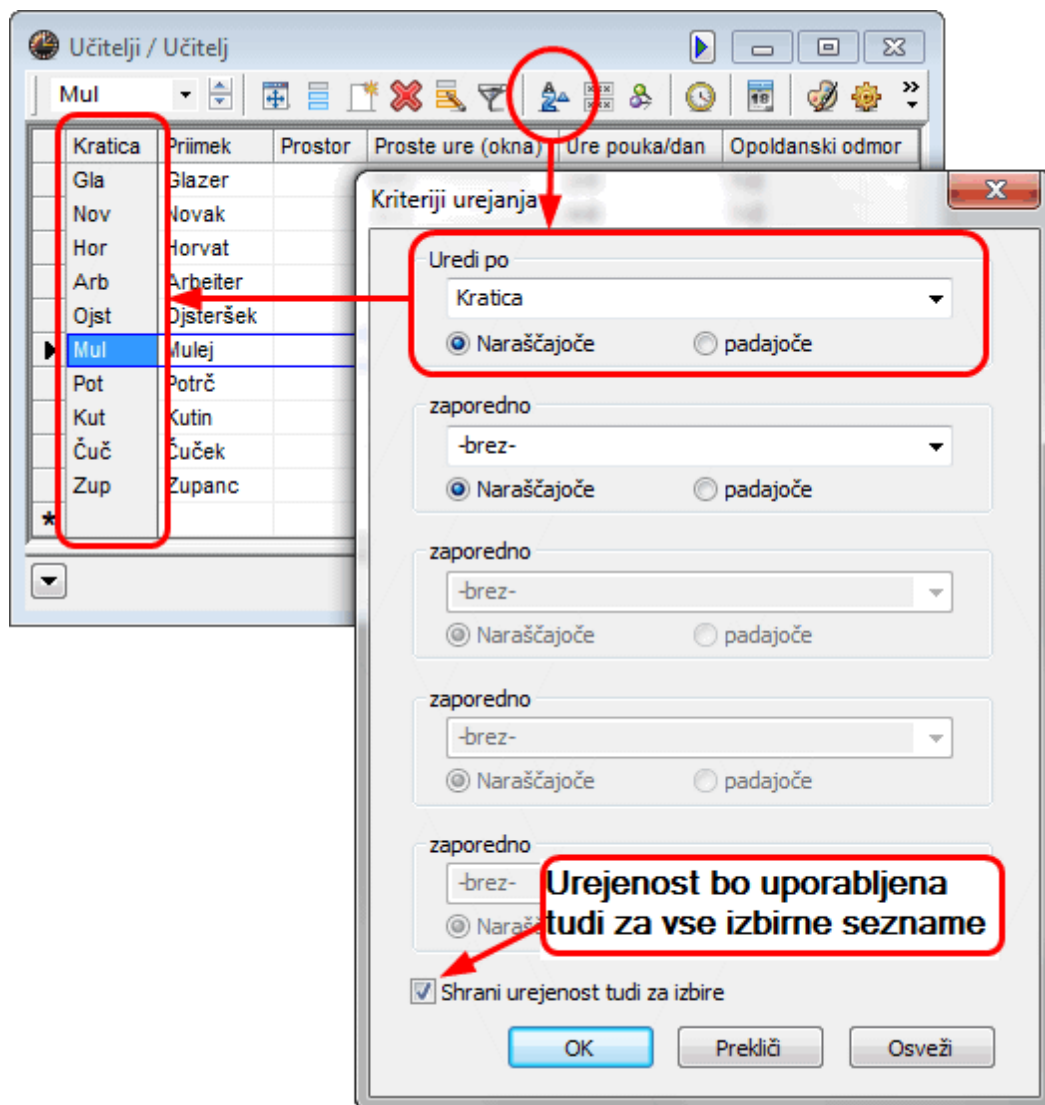 Učitelji / Učitelj
Mul
Kratica Priimek Prostor Proste ure (okna) Ure pouka/dan Opoldanski odmor
Gla Glazer
Nov Novak
Hor Horvat
Arb Arbeiter
Ojst Ojsteršek
Mul Mulej
Pot Potrč
Kut Kutin
Čuč Čuček
Zup Zupanc
*
Kriteriji urejanja
Uredi po
Kratica
Naraščajoče padajoče
zaporedno
-brez-
Naraščajoče padajoče
zaporedno
-brez-
Naraščajoče padajoče
zaporedno
-brez-
Naraščajoče padajoče
zaporedno
-brez-
Urejenost bo uporabljena
tudi za vse izbirne sezname
Shrani urejenost tudi za izbire
OK Prekliči Osveži